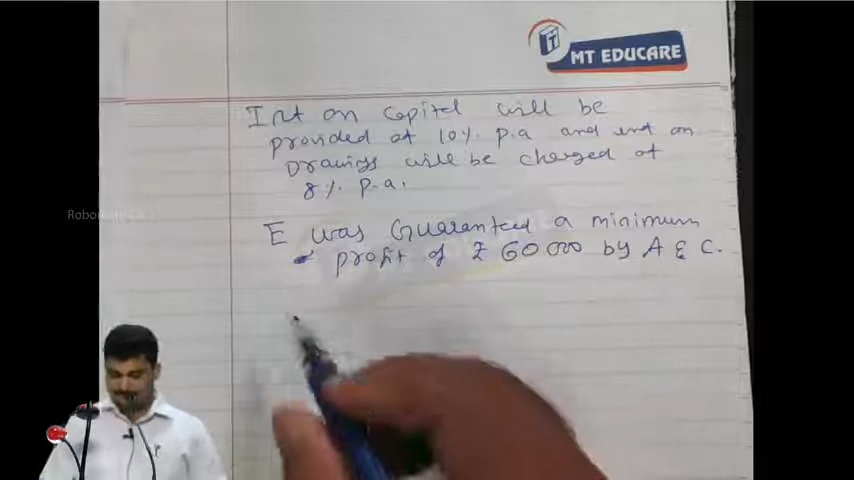 MT EDUCARE
Int on capital will be
provided at 10% p.a and int on
Drawings will be charged at
8% p.a.
E was Guaranteed a minimum
profit of ₹ 60000 by A & C.